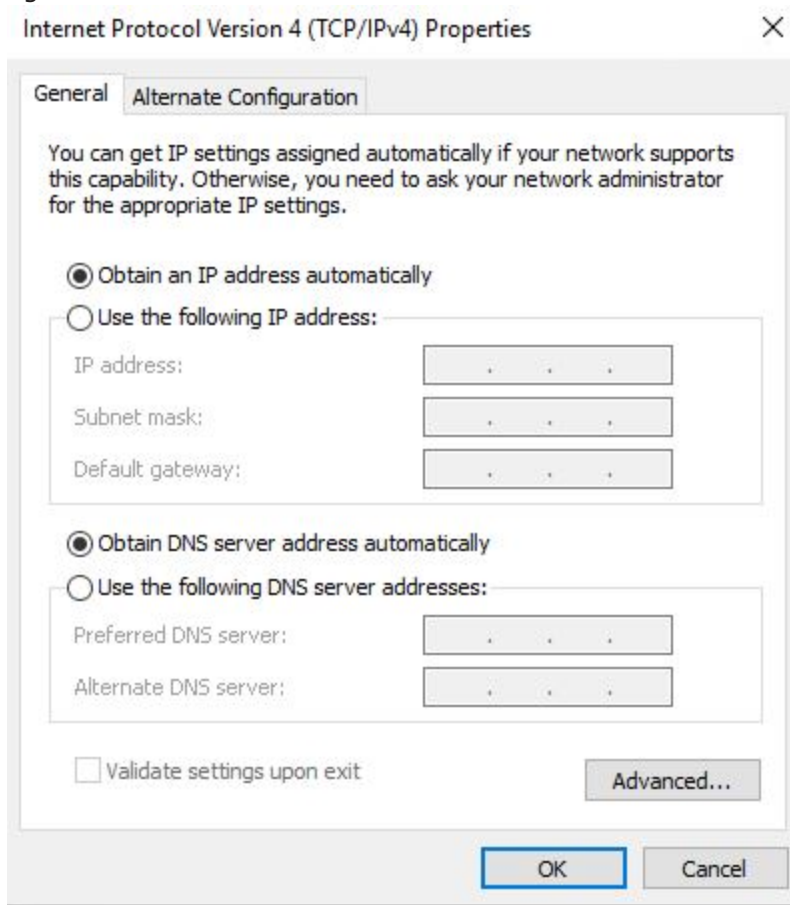 Internet Protocol Version 4 (TCP/IPv4) Properties
General
Alternate Configuration
You can get IP settings assigned automatically if your network supports
this capability. Otherwise, you need to ask your network administrator
for the appropriate IP settings.
Obtain an IP address automatically
Use the following IP address:
IP address:
Subnet mask:
Default gateway:
Obtain DNS server address automatically
Use the following DNS server addresses:
Preferred DNS server:
Alternate DNS server:
Validate settings upon exit
Advanced...
OK
Cancel